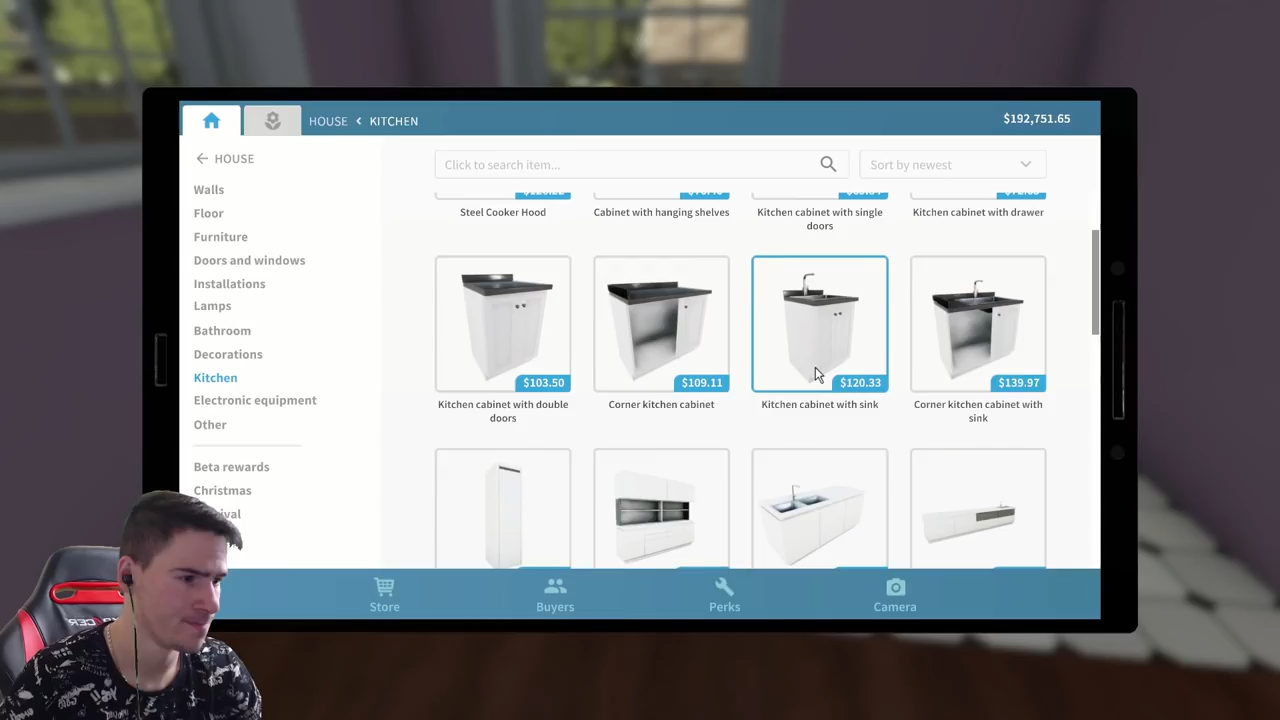 HOUSE < KITCHEN
$192,751.65
← HOUSE
Click to search item...
Sort by newest
Walls
Floor
Furniture
Doors and windows
Installations
Lamps
Bathroom
Decorations
Kitchen
Electronic equipment
Other
Beta rewards
Christmas
Steel Cooker Hood
Cabinet with hanging shelves
Kitchen cabinet with single
doors
Kitchen cabinet with drawer
$103.50
$109.11
$120.33
$139.97
Kitchen cabinet with double
doors
Corner kitchen cabinet
Kitchen cabinet with sink
Corner kitchen cabinet with
sink
Store
Buyers
Perks
Camera